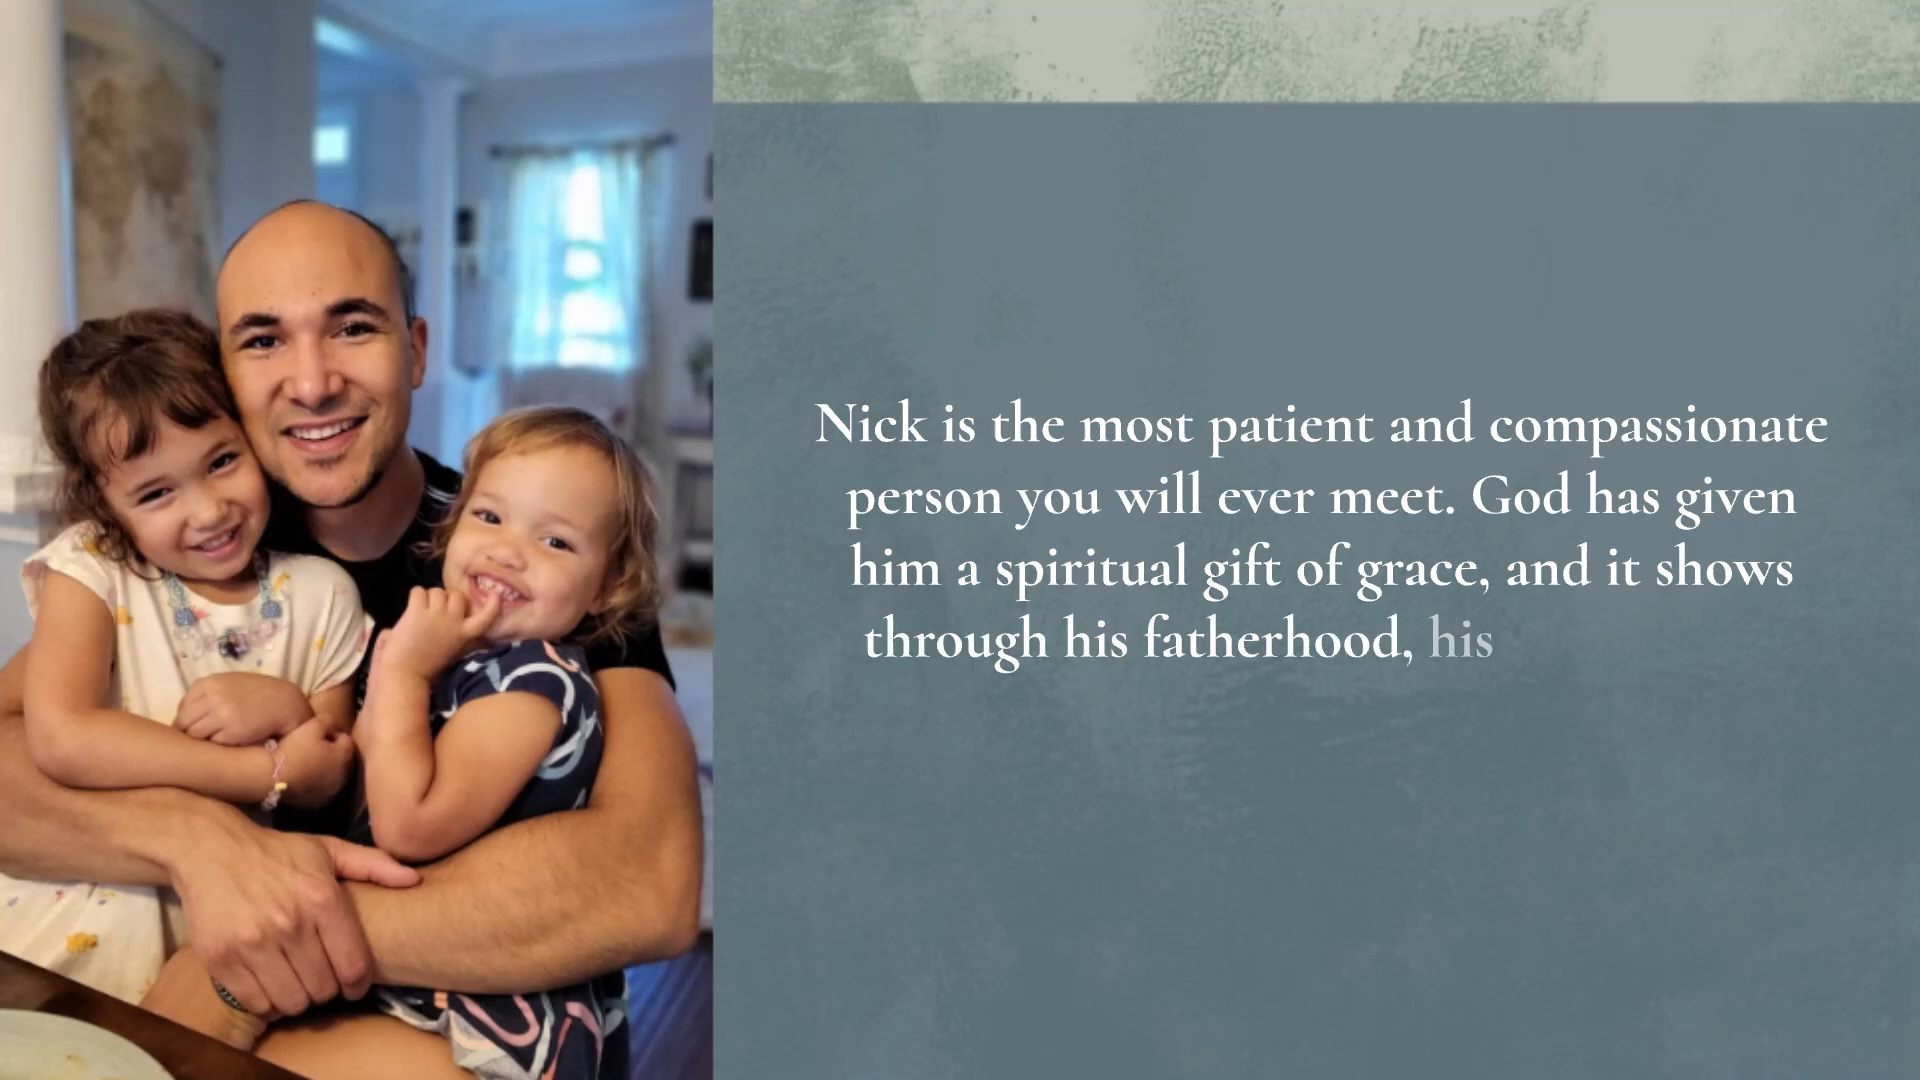 Nick is the most patient and compassionate
person you will ever meet. God has given
him a spiritual gift of grace, and it shows
through his fatherhood, his